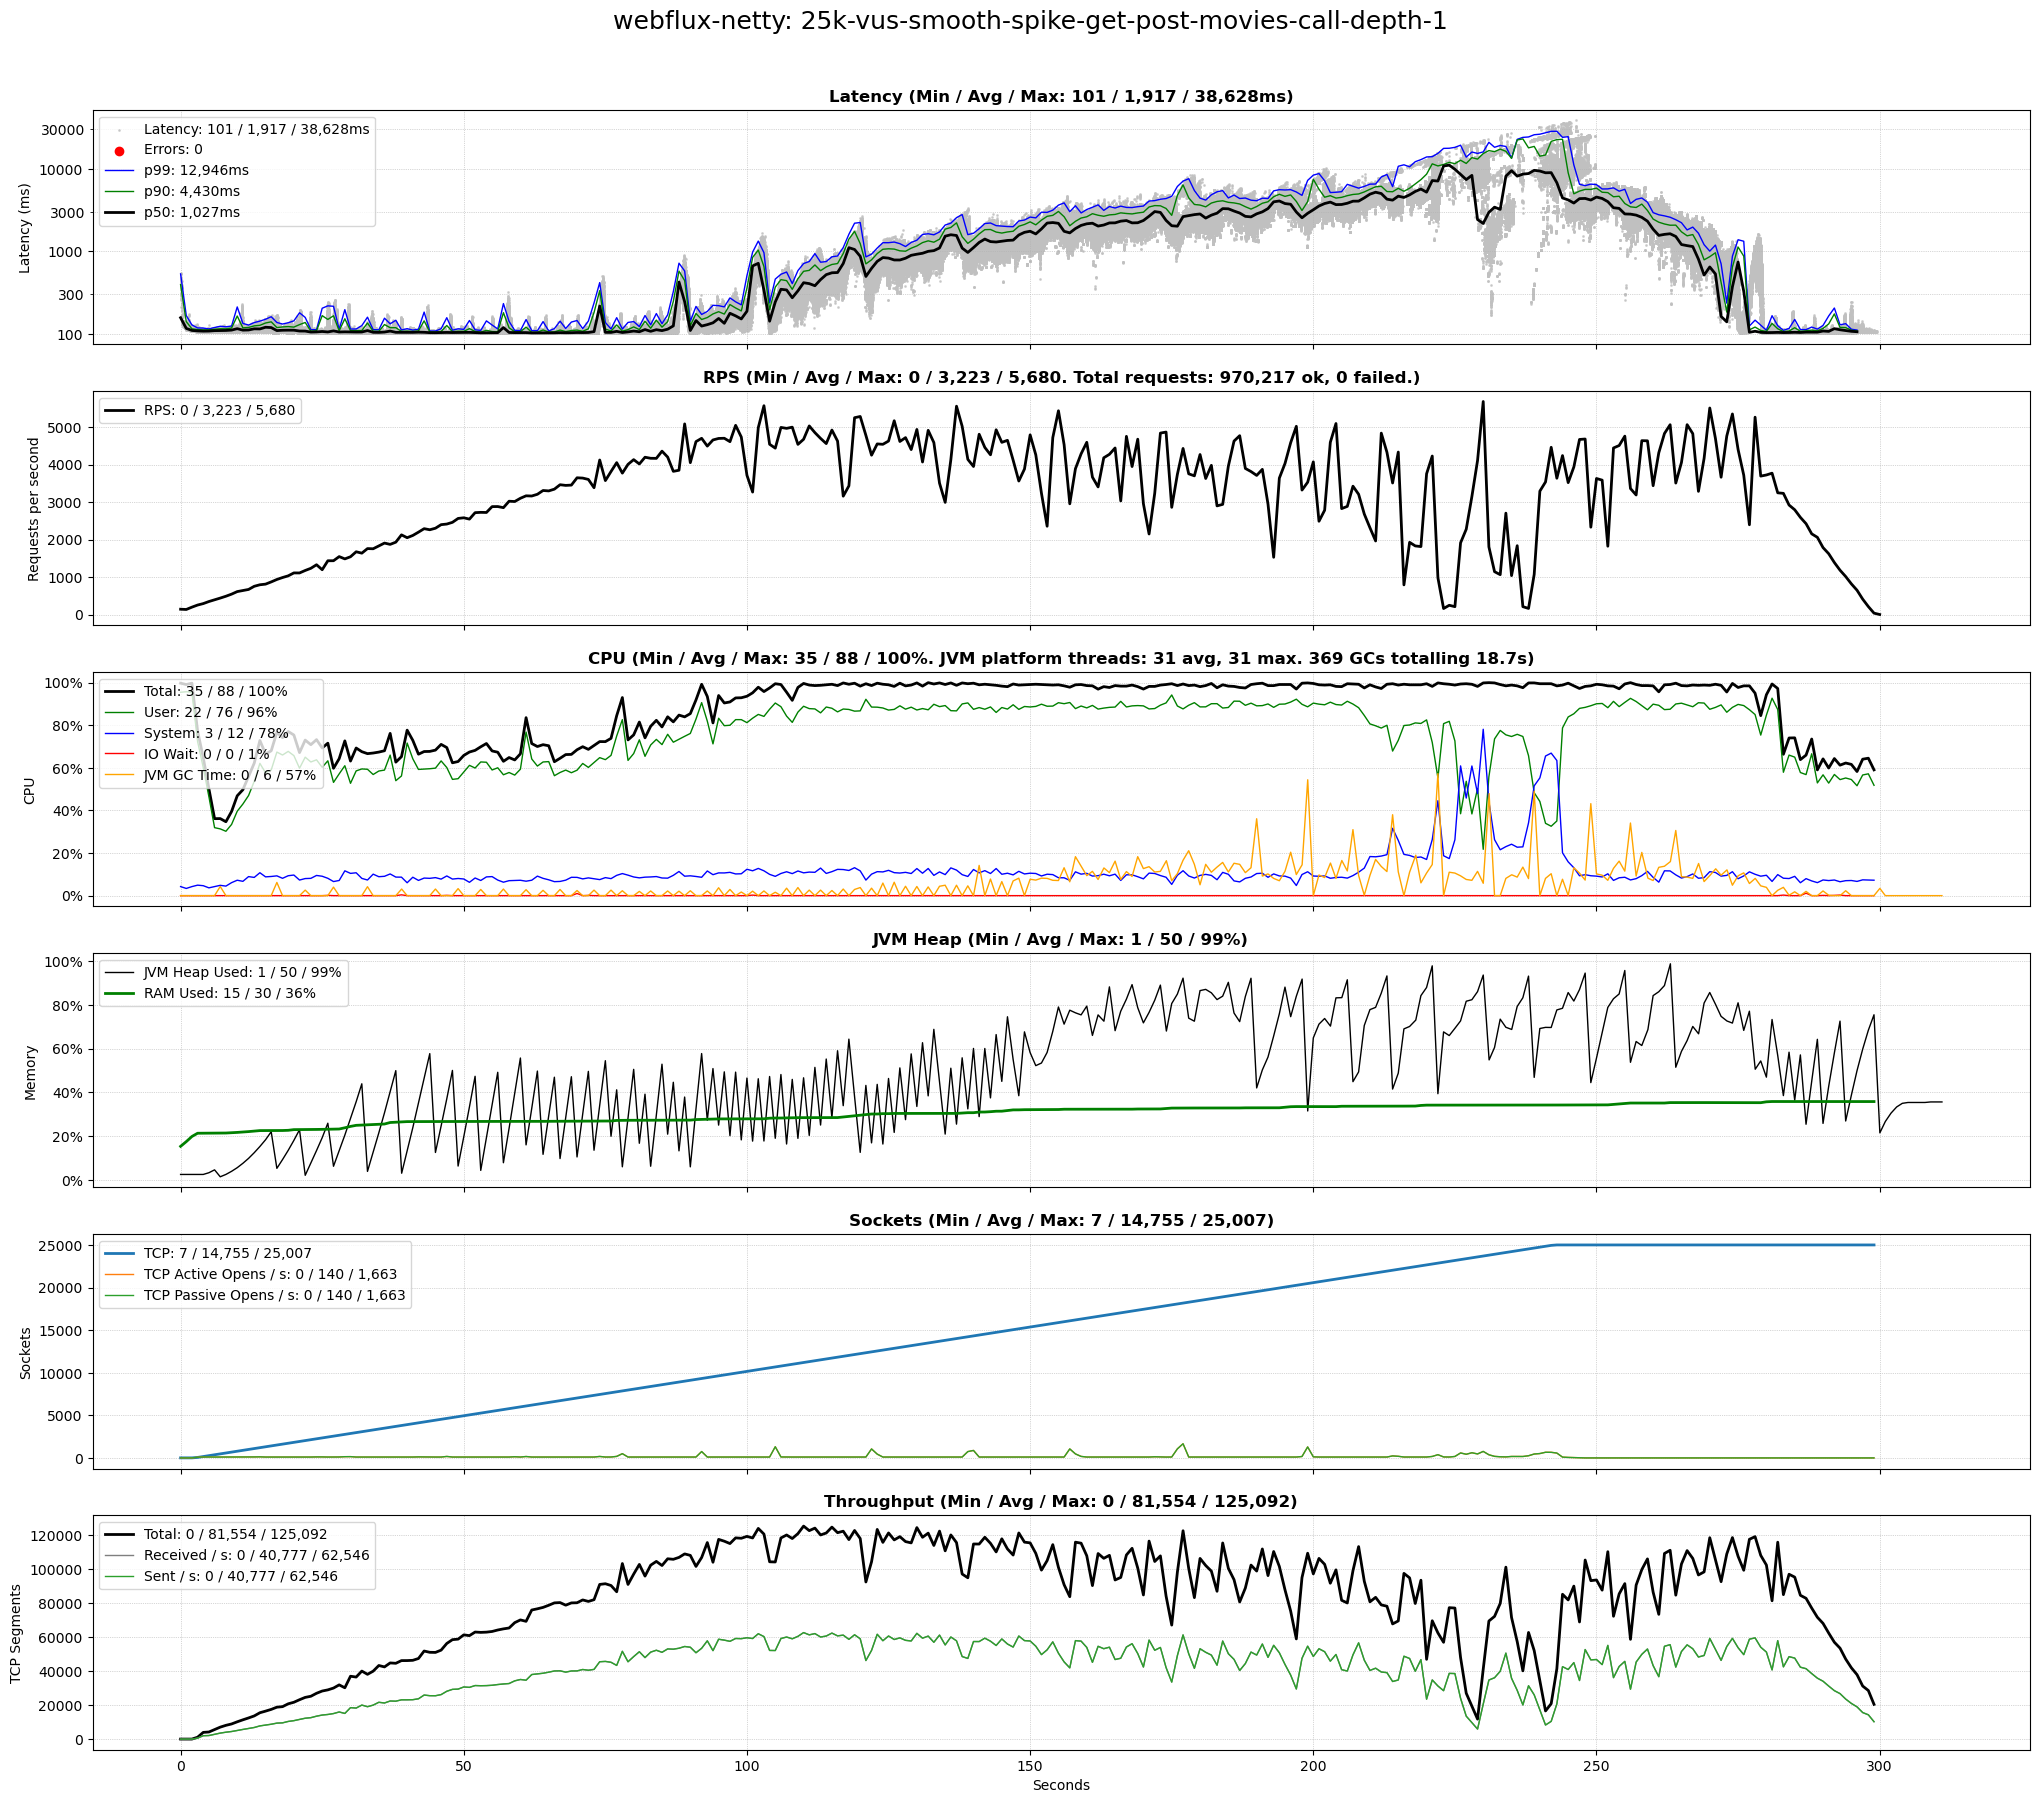 webflux-netty: 25k-vus-smooth-spike-get-post-movies-call-depth-1
Latency (Min / Avg / Max: 101 / 1,917 / 38,628ms)
Latency (ms)
30000
10000
3000
1000
300
100
Latency: 101 / 1,917 / 38,628ms
Errors: 0
p99: 12,946ms
p90: 4,430ms
p50: 1,027ms
RPS (Min / Avg / Max: 0 / 3,223 / 5,680. Total requests: 970,217 ok, 0 failed.)
Requests per second
5000
4000
3000
2000
1000
0
RPS: 0 / 3,223 / 5,680
CPU (Min / Avg / Max: 35 / 88 / 100%. JVM platform threads: 31 avg, 31 max. 369 GCs totalling 18.7s)
CPU
100%
80%
60%
40%
20%
0%
Total: 35 / 88 / 100%
User: 22 / 76 / 96%
System: 3 / 12 / 78%
IO Wait: 0 / 0 / 1%
JVM GC Time: 0 / 6 / 57%
JVM Heap (Min / Avg / Max: 1 / 50 / 99%)
Memory
100%
80%
60%
40%
20%
0%
JVM Heap Used: 1 / 50 / 99%
RAM Used: 15 / 30 / 36%
Sockets (Min / Avg / Max: 7 / 14,755 / 25,007)
Sockets
25000
20000
15000
10000
5000
0
TCP: 7 / 14,755 / 25,007
TCP Active Opens / s: 0 / 140 / 1,663
TCP Passive Opens / s: 0 / 140 / 1,663
Throughput (Min / Avg / Max: 0 / 81,554 / 125,092)
TCP Segments
120000
100000
80000
60000
40000
20000
0
Total: 0 / 81,554 / 125,092
Received / s: 0 / 40,777 / 62,546
Sent / s: 0 / 40,777 / 62,546
0 50 100 150 200 250 300
Seconds